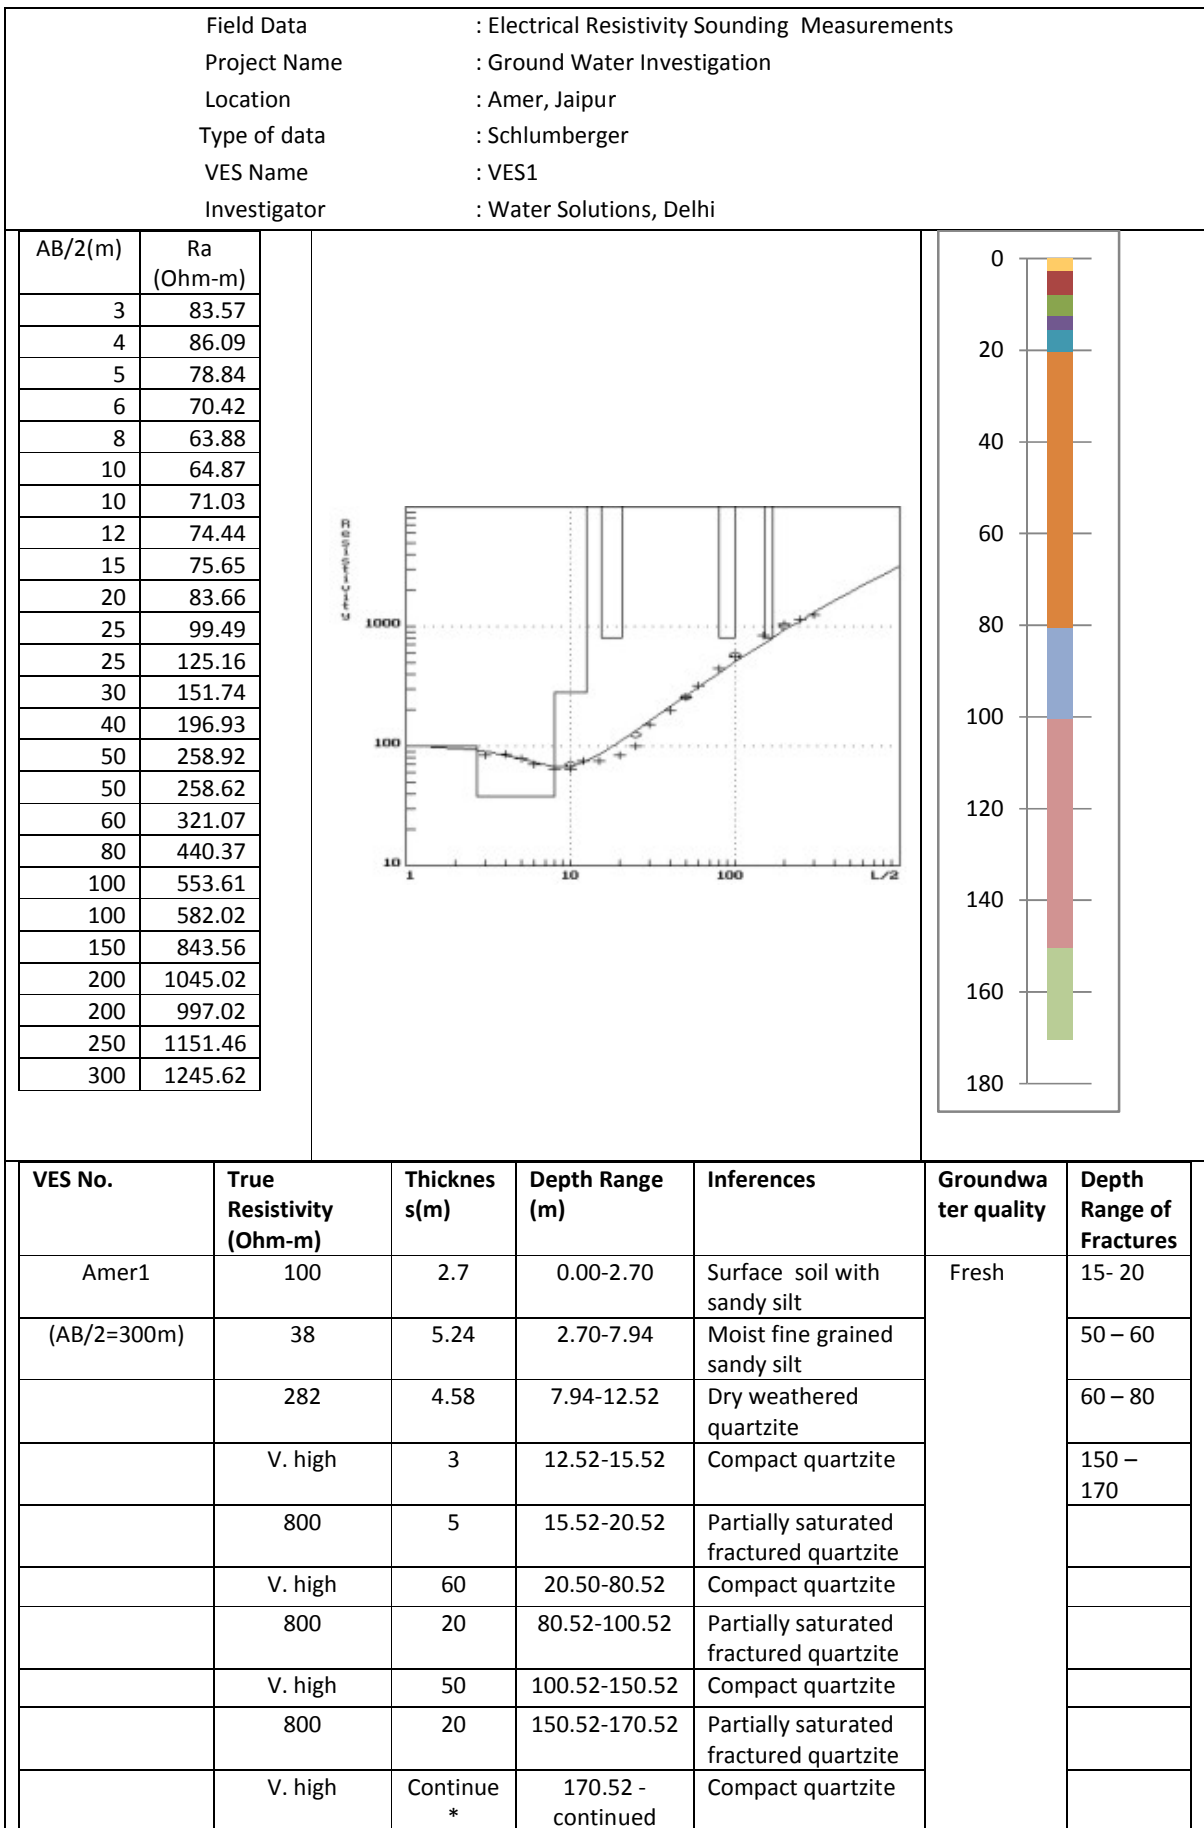 Field Data : Electrical Resistivity Sounding Measurements
Project Name : Ground Water Investigation
Location : Amer, Jaipur
Type of data : Schlumberger
VES Name : VES1
Investigator : Water Solutions, Delhi
AB/2(m) Ra
(Ohm-m)
3 83.57
4 86.09
5 78.84
6 70.42
8 63.88
10 64.87
10 71.03
12 74.44
15 75.65
20 83.66
25 99.49
25 125.16
30 151.74
40 196.93
50 258.92
50 258.62
60 321.07
80 440.37
100 553.61
100 582.02
150 843.56
200 1045.02
200 997.02
250 1151.46
300 1245.62
Resistivity
1000
100
10
1 10 100 L/2
0
20
40
60
80
100
120
140
160
180
VES No. True Thicknes Depth Range Inferences Groundwa Depth
Resistivity s(m) (m) ter quality Range of
(Ohm-m) Fractures
Amer1 100 2.7 0.00-2.70 Surface soil with Fresh 15- 20
sandy silt
(AB/2=300m) 38 5.24 2.70-7.94 Moist fine grained 50 – 60
sandy silt
282 4.58 7.94-12.52 Dry weathered 60 – 80
quartzite
V. high 3 12.52-15.52 Compact quartzite 150 –
170
800 5 15.52-20.52 Partially saturated
fractured quartzite
V. high 60 20.50-80.52 Compact quartzite
800 20 80.52-100.52 Partially saturated
fractured quartzite
V. high 50 100.52-150.52 Compact quartzite
800 20 150.52-170.52 Partially saturated
fractured quartzite
V. high Continue 170.52 - Compact quartzite
* continued